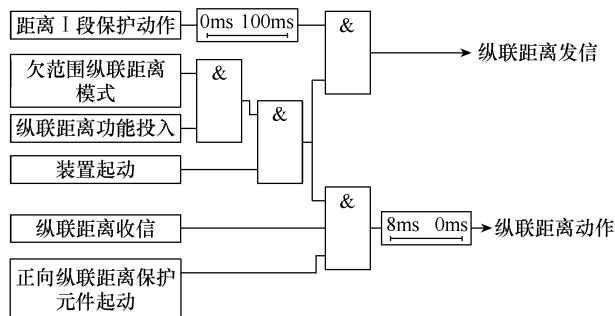 距离Ⅰ段保护动作
0ms 100ms
&
纵联距离发信
欠范围纵联距离
模式
&
纵联距离功能投入
&
装置起动
&
纵联距离收信
8ms 0ms
纵联距离动作
正向纵联距离保护
元件起动